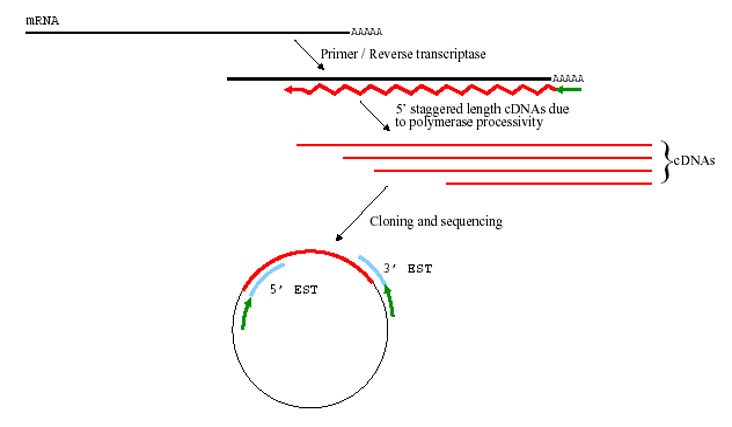 mRNA
AAAAA
Primer / Reverse transcriptase
AAAAA
5' staggered length cDNAs due
to polymerase processivity
cDNAs
Cloning and sequencing
3' EST
5' EST